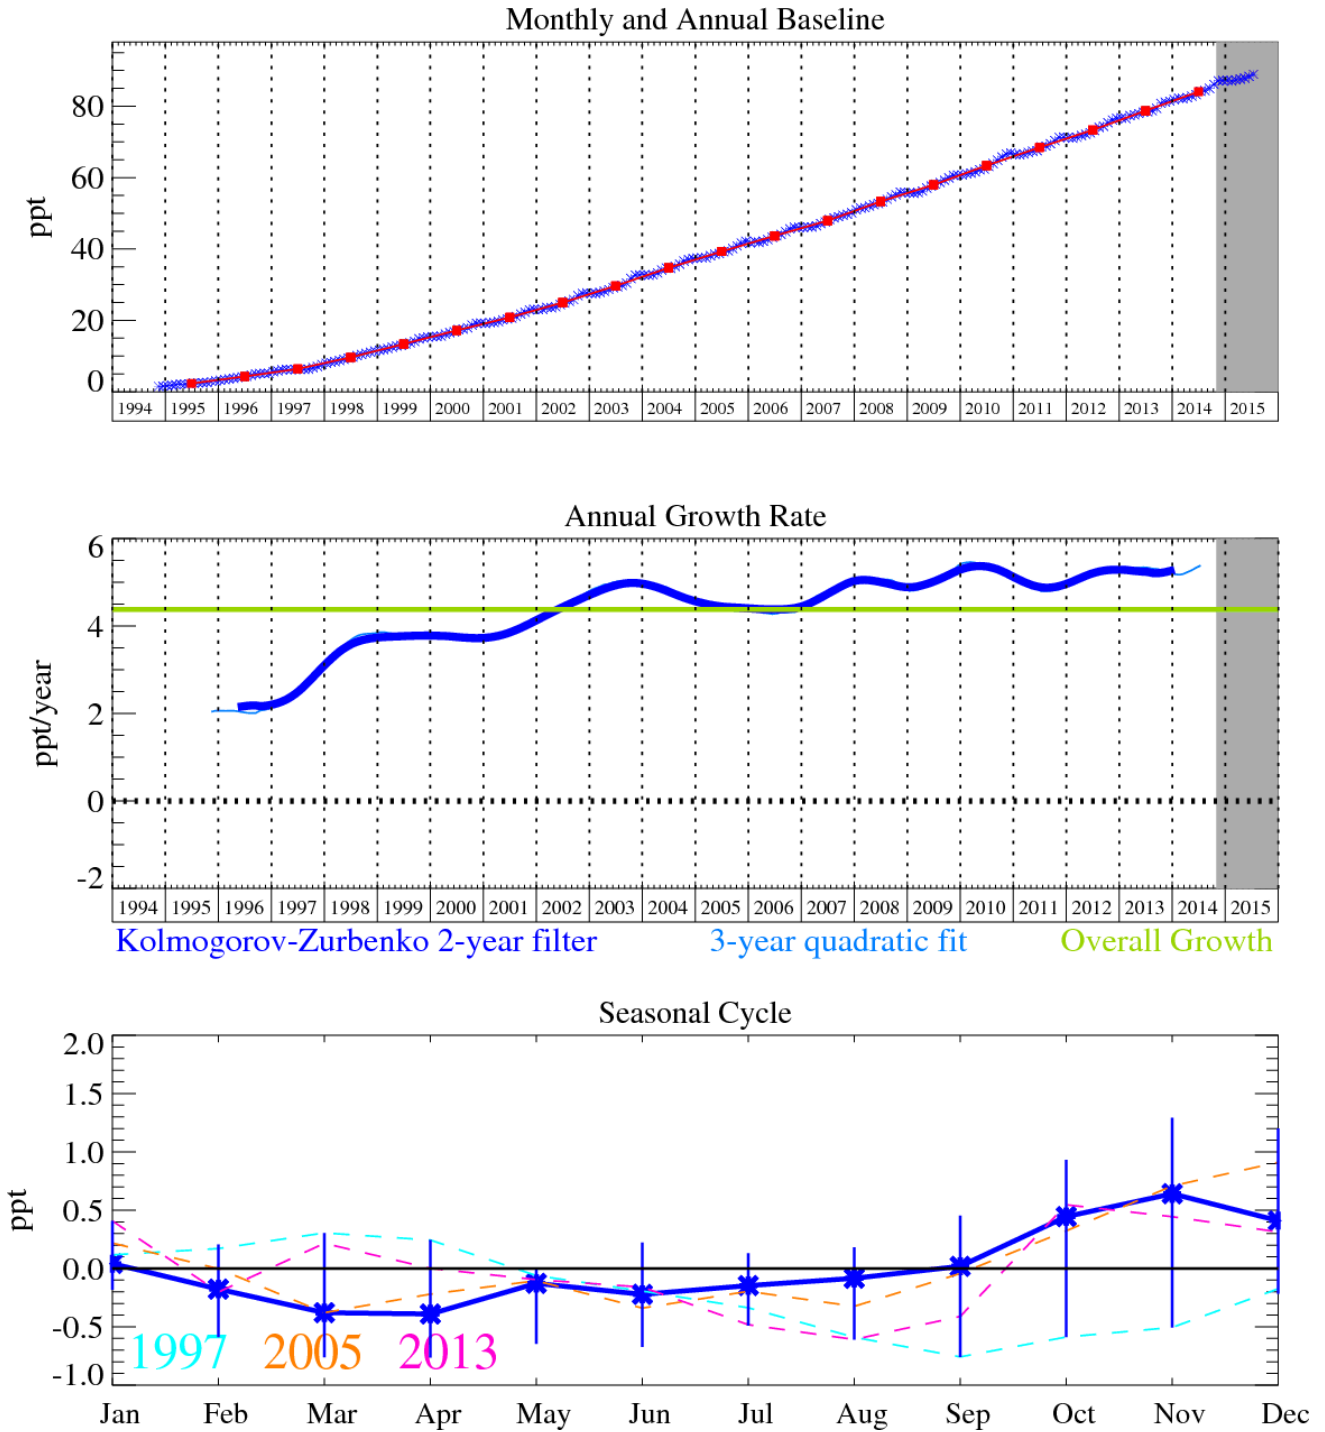 Monthly and Annual Baseline
80
60
40
20
0
ppt
1994 1995 1996 1997 1998 1999 2000 2001 2002 2003 2004 2005 2006 2007 2008 2009 2010 2011 2012 2013 2014 2015
Annual Growth Rate
6
4
2
0
-2
ppt/year
1994 1995 1996 1997 1998 1999 2000 2001 2002 2003 2004 2005 2006 2007 2008 2009 2010 2011 2012 2013 2014 2015
Kolmogorov-Zurbenko 2-year filter 3-year quadratic fit Overall Growth
Seasonal Cycle
2.0
1.5
1.0
0.5
0.0
-0.5
-1.0
ppt
1997 2005 2013
Jan Feb Mar Apr May Jun Jul Aug Sep Oct Nov Dec